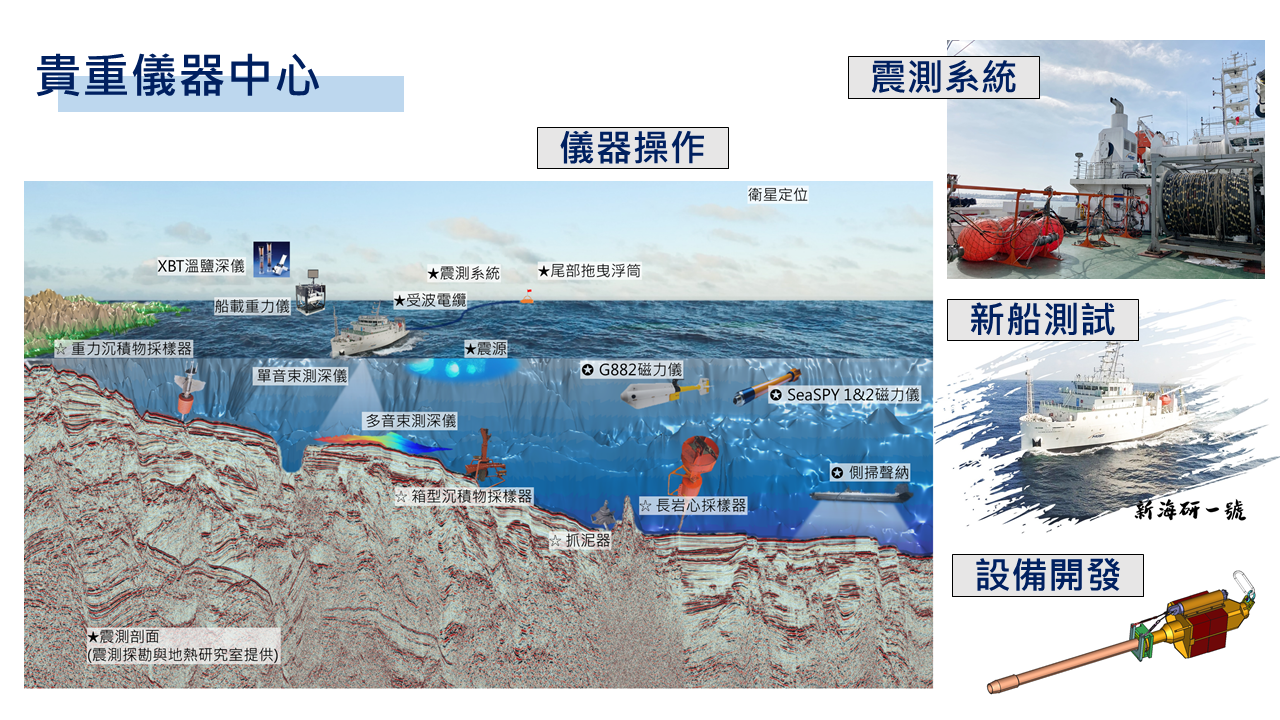 貴重儀器中心
震測系統
儀器操作
衛星定位
XBT溫鹽深儀
★震測系統
★尾部拖曳浮筒
船載重力儀
★受波電纜
☆ 重力沉積物採樣器
★震源
單音束測深儀
✪ G882磁力儀
✪ SeaSPY 1&2磁力儀
多音束測深儀
✪ 側掃聲納
☆ 箱型沉積物採樣器
☆ 長岩心採樣器
☆ 抓泥器
★震測剖面
(震測探勘與地熱研究室提供)
新船測試
新海研一號
設備開發